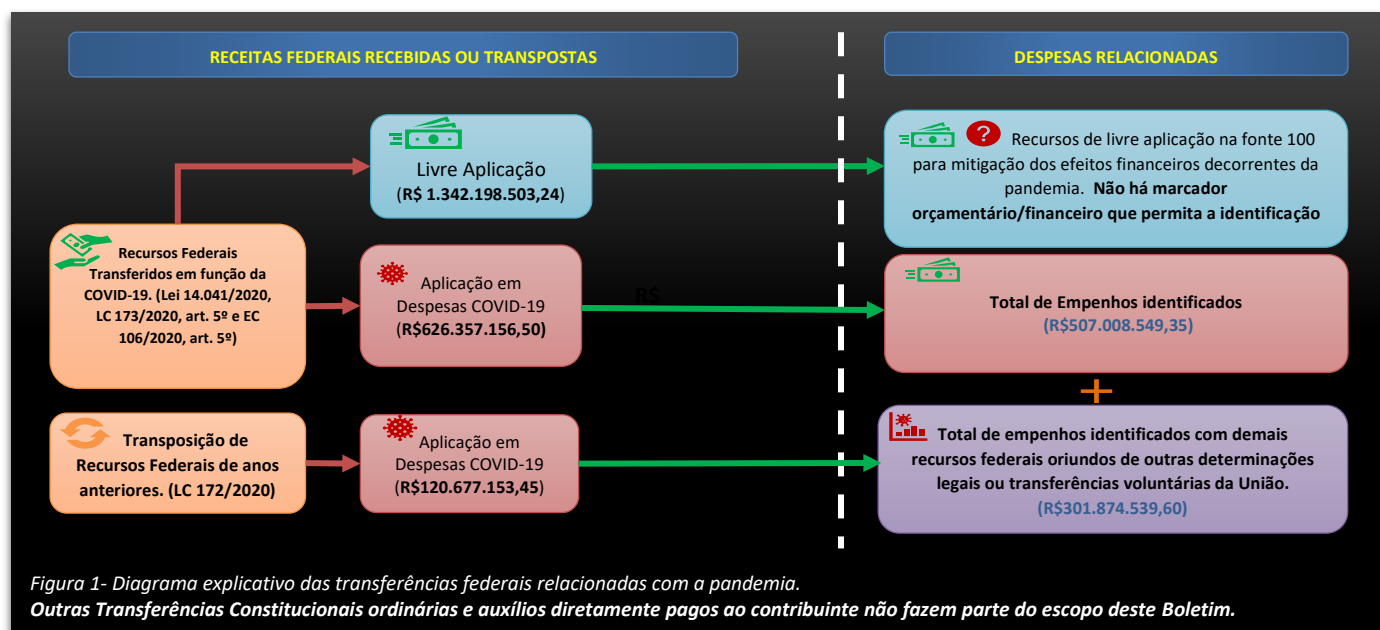 RECEITAS FEDERAIS RECEBIDAS OU TRANSPOSTAS
DESPESAS RELACIONADAS
Livre Aplicação
(R$ 1.342.198.503,24)
? Recursos de livre aplicação na fonte 100
para mitigação dos efeitos financeiros decorrentes da
pandemia. Não há marcador
orçamentário/financeiro que permita a identificação
Recursos Federais
Transferidos em função da
COVID-19. (Lei 14.041/2020,
LC 173/2020, art. 5º e EC
106/2020, art. 5º)
Aplicação em
Despesas COVID-19
(R$626.357.156,50)
R$
Total de Empenhos identificados
(R$507.008.549,35)
+
Transposição de
Recursos Federais de anos
anteriores. (LC 172/2020)
Aplicação em
Despesas COVID-19
(R$120.677.153,45)
Total de empenhos identificados com demais
recursos federais oriundos de outras determinações
legais ou transferências voluntárias da União.
(R$301.874.539,60)
Figura 1- Diagrama explicativo das transferências federais relacionadas com a pandemia.
Outras Transferências Constitucionais ordinárias e auxílios diretamente pagos ao contribuinte não fazem parte do escopo deste Boletim.